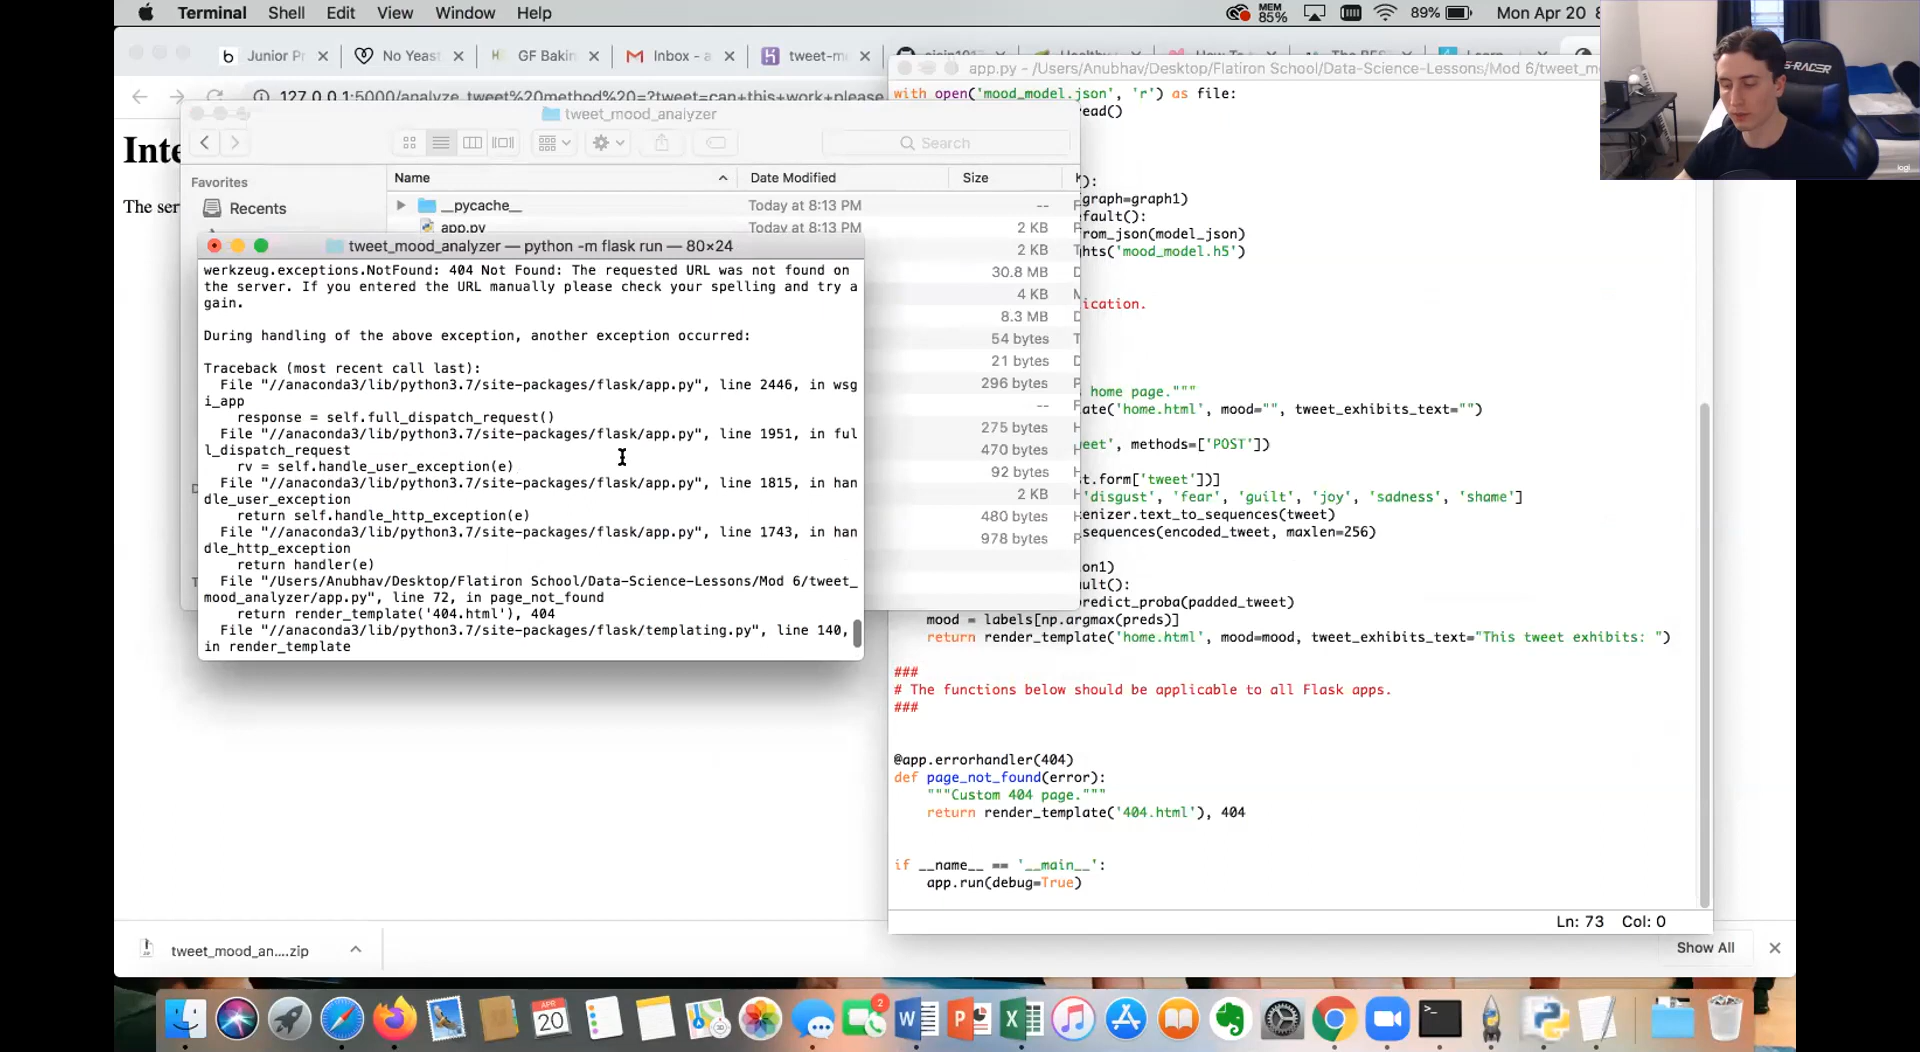 Terminal Shell Edit View Window Help
MEM 85% 89% Mon Apr 20 8
Junior Pr No Yeas GF Bakin Inbox - a tweet-m
127.0.0.1:5000/analyze_tweet%20method%20=?tweet=can+this+work+please
Inte
The ser
tweet_mood_analyzer
Search
Favorites
Recents
Name Date Modified Size
__pycache__ Today at 8:13 PM --
app.py Today at 8:13 PM 2 KB
2 KB
30.8 MB
4 KB
8.3 MB
54 bytes
21 bytes
296 bytes
--
275 bytes
470 bytes
92 bytes
2 KB
480 bytes
978 bytes
tweet_mood_analyzer — python -m flask run — 80×24
werkzeug.exceptions.NotFound: 404 Not Found: The requested URL was not found on
the server. If you entered the URL manually please check your spelling and try a
gain.
During handling of the above exception, another exception occurred:
Traceback (most recent call last):
File "//anaconda3/lib/python3.7/site-packages/flask/app.py", line 2446, in wsg
i_app
response = self.full_dispatch_request()
File "//anaconda3/lib/python3.7/site-packages/flask/app.py", line 1951, in ful
l_dispatch_request
rv = self.handle_user_exception(e)
File "//anaconda3/lib/python3.7/site-packages/flask/app.py", line 1815, in han
dle_user_exception
return self.handle_http_exception(e)
File "//anaconda3/lib/python3.7/site-packages/flask/app.py", line 1743, in han
dle_http_exception
return handler(e)
File "/Users/Anubhav/Desktop/Flatiron School/Data-Science-Lessons/Mod 6/tweet_
mood_analyzer/app.py", line 72, in page_not_found
return render_template('404.html'), 404
File "//anaconda3/lib/python3.7/site-packages/flask/templating.py", line 140,
in render_template
app.py - /Users/Anubhav/Desktop/Flatiron School/Data-Science-Lessons/Mod 6/tweet_m
with open('mood_model.json', 'r') as file:
read()
():
graph=graph1)
efault():
rom_json(model_json)
hts('mood_model.h5')
ication.
s home page."""
ate('home.html', mood="", tweet_exhibits_text="")
eet', methods=['POST'])
t.form['tweet'])]
'disgust', 'fear', 'guilt', 'joy', 'sadness', 'shame']
enizer.text_to_sequences(tweet)
sequences(encoded_tweet, maxlen=256)
on1)
ault():
redict_proba(padded_tweet)
mood = labels[np.argmax(preds)]
return render_template('home.html', mood=mood, tweet_exhibits_text="This tweet exhibits: ")
###
# The functions below should be applicable to all Flask apps.
###
@app.errorhandler(404)
def page_not_found(error):
"""Custom 404 page."""
return render_template('404.html'), 404
if __name__ == '__main__':
app.run(debug=True)
Ln: 73 Col: 0
tweet_mood_an....zip
Show All
APR
20
2